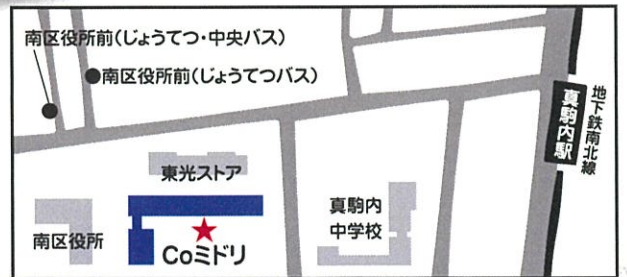 南区役所前(じょうてつ・中央バス)
南区役所前(じょうてつバス)
地下鉄南北線
真駒内駅
東光ストア
真駒内
中学校
南区役所
Coミドリ